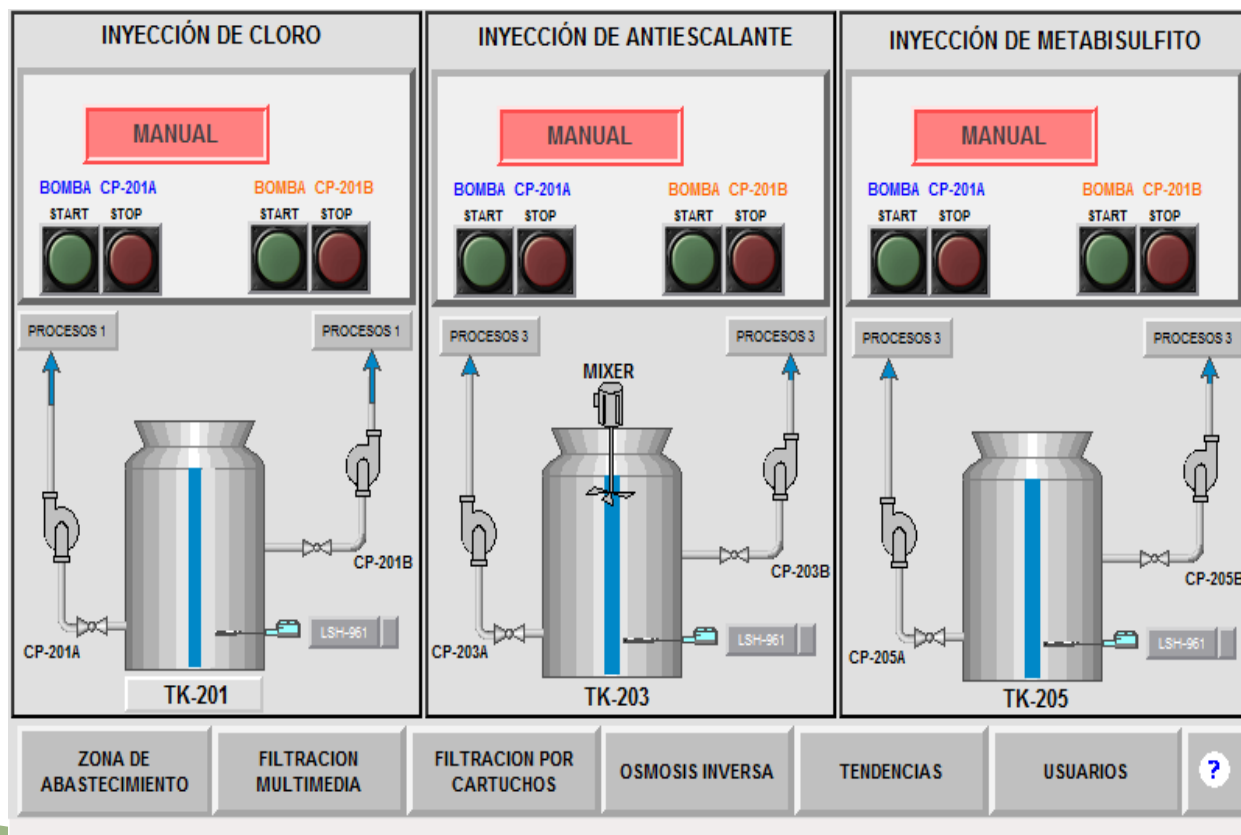 INYECCIÓN DE CLORO
MANUAL
BOMBA CP-201A
BOMBA CP-201B
START STOP
START STOP
PROCESOS 1
PROCESOS 1
CP-201B
LSH-961
CP-201A
TK-201
INYECCIÓN DE ANTIESCALANTE
MANUAL
BOMBA CP-201A
BOMBA CP-201B
START STOP
START STOP
PROCESOS 3
PROCESOS 3
MIXER
CP-203B
LSH-961
CP-203A
TK-203
INYECCIÓN DE METABISULFITO
MANUAL
BOMBA CP-201A
BOMBA CP-201B
START STOP
START STOP
PROCESOS 3
PROCESOS 3
CP-205B
LSH-961
CP-205A
TK-205
ZONA DE
ABASTECIMIENTO
FILTRACION
MULTIMEDIA
FILTRACION POR
CARTUCHOS
OSMOSIS INVERSA
TENDENCIAS
USUARIOS
?